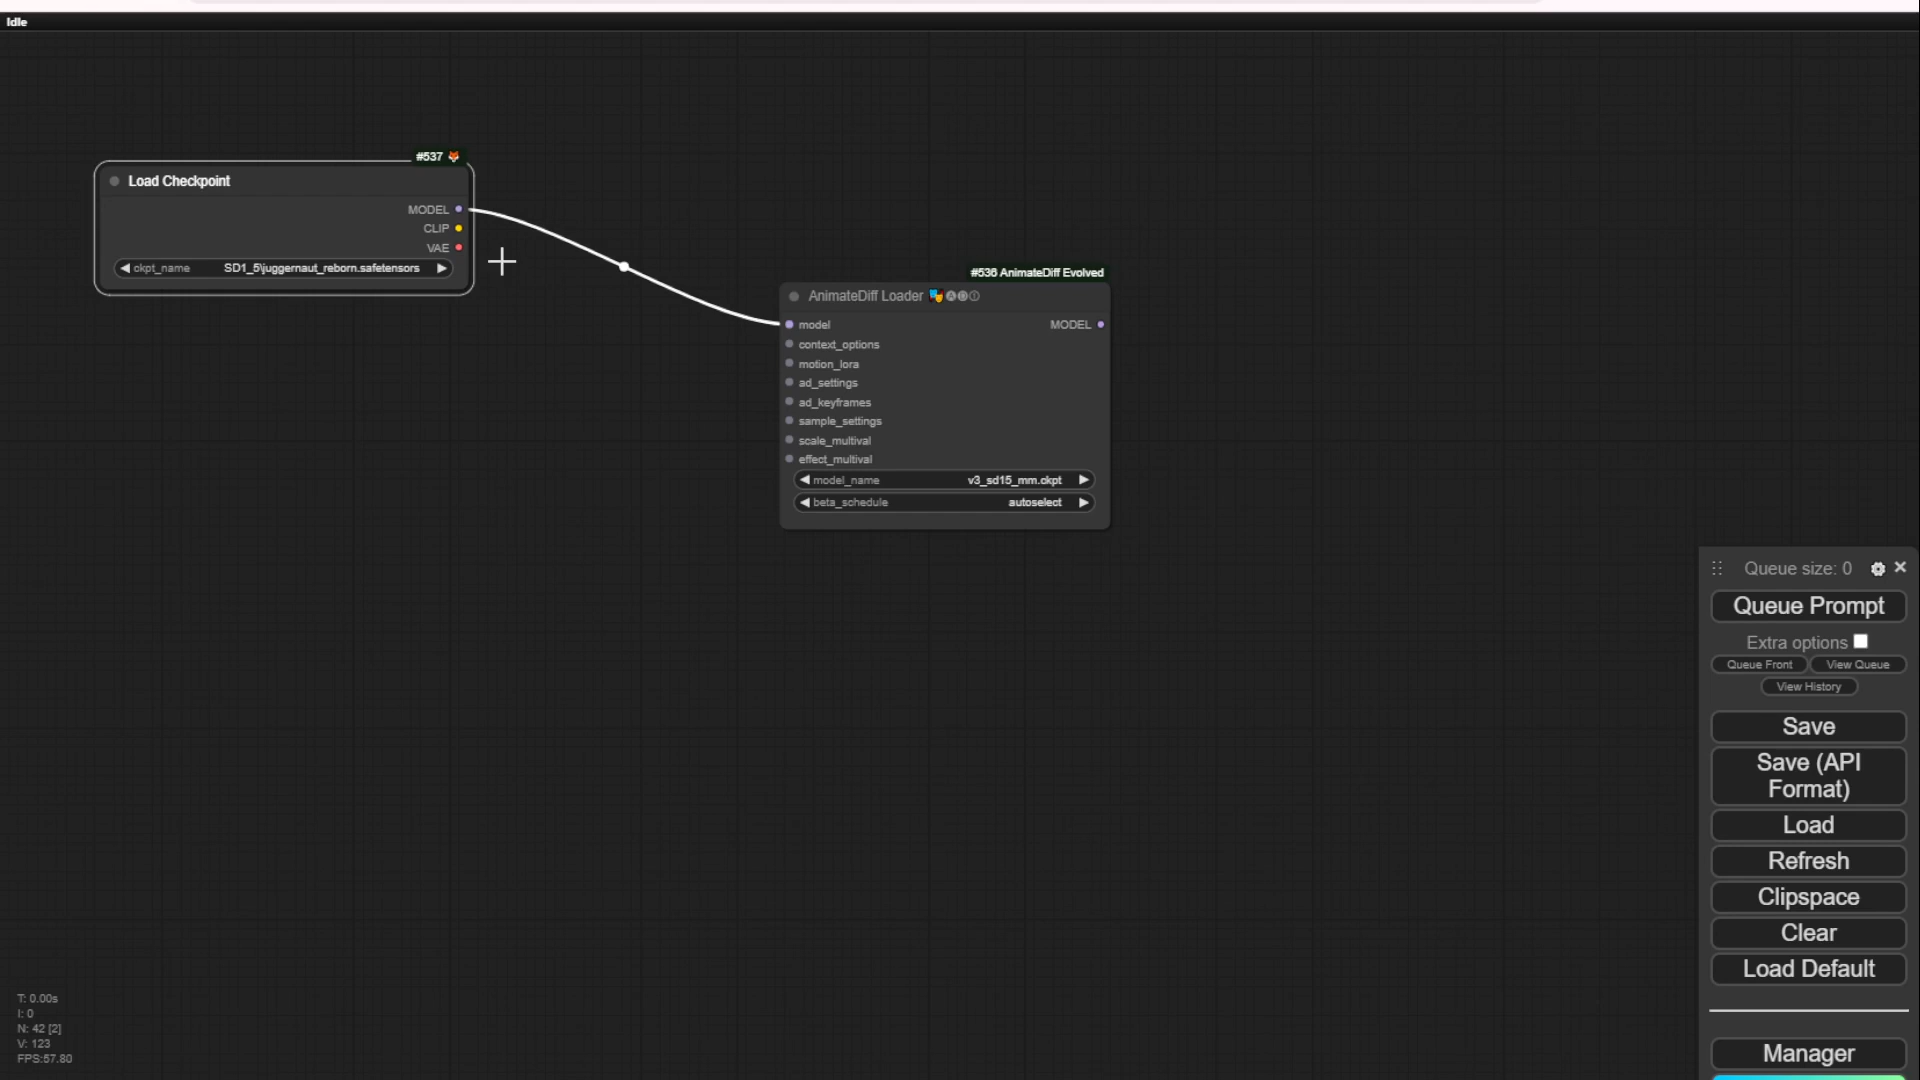 Idle
#537
Load Checkpoint
MODEL
CLIP
VAE
ckpt_name SD1_5\juggernaut_reborn.safetensors
#536 AnimateDiff Evolved
AnimateDiff Loader 🎭ⒶⒹⒾ
model MODEL
context_options
motion_lora
ad_settings
ad_keyframes
sample_settings
scale_multival
effect_multival
model_name v3_sd15_mm.ckpt
beta_schedule autoselect
Queue size: 0
Queue Prompt
Extra options
Queue Front View Queue
View History
Save
Save (API
Format)
Load
Refresh
Clipspace
Clear
Load Default
Manager
T: 0.00s
I: 0
N: 42 [2]
V: 123
FPS:57.80